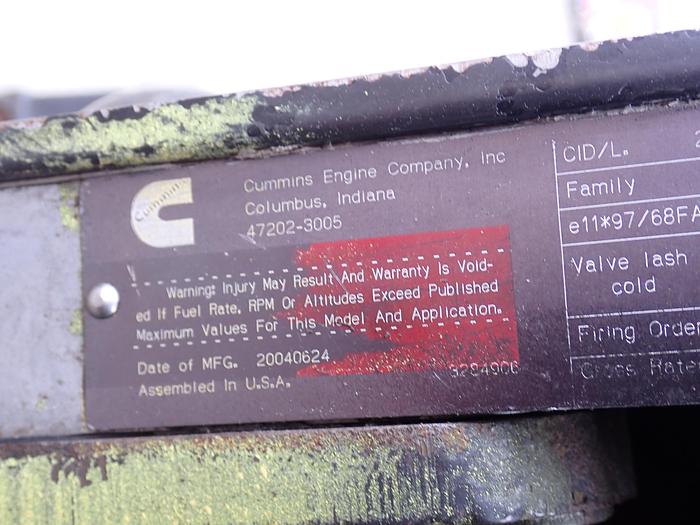 Cummins
Cummins Engine Company, Inc
Columbus, Indiana
47202-3005
Warning: Injury May Result And Warranty Is Void-
ed If Fuel Rate, RPM Or Altitudes Exceed Published
Maximum Values For This Model And Application.
Date of MFG. 20040624
Assembled In U.S.A.
CID/L.
Family
e11*97/68FA
Valve lash
cold
Firing Order